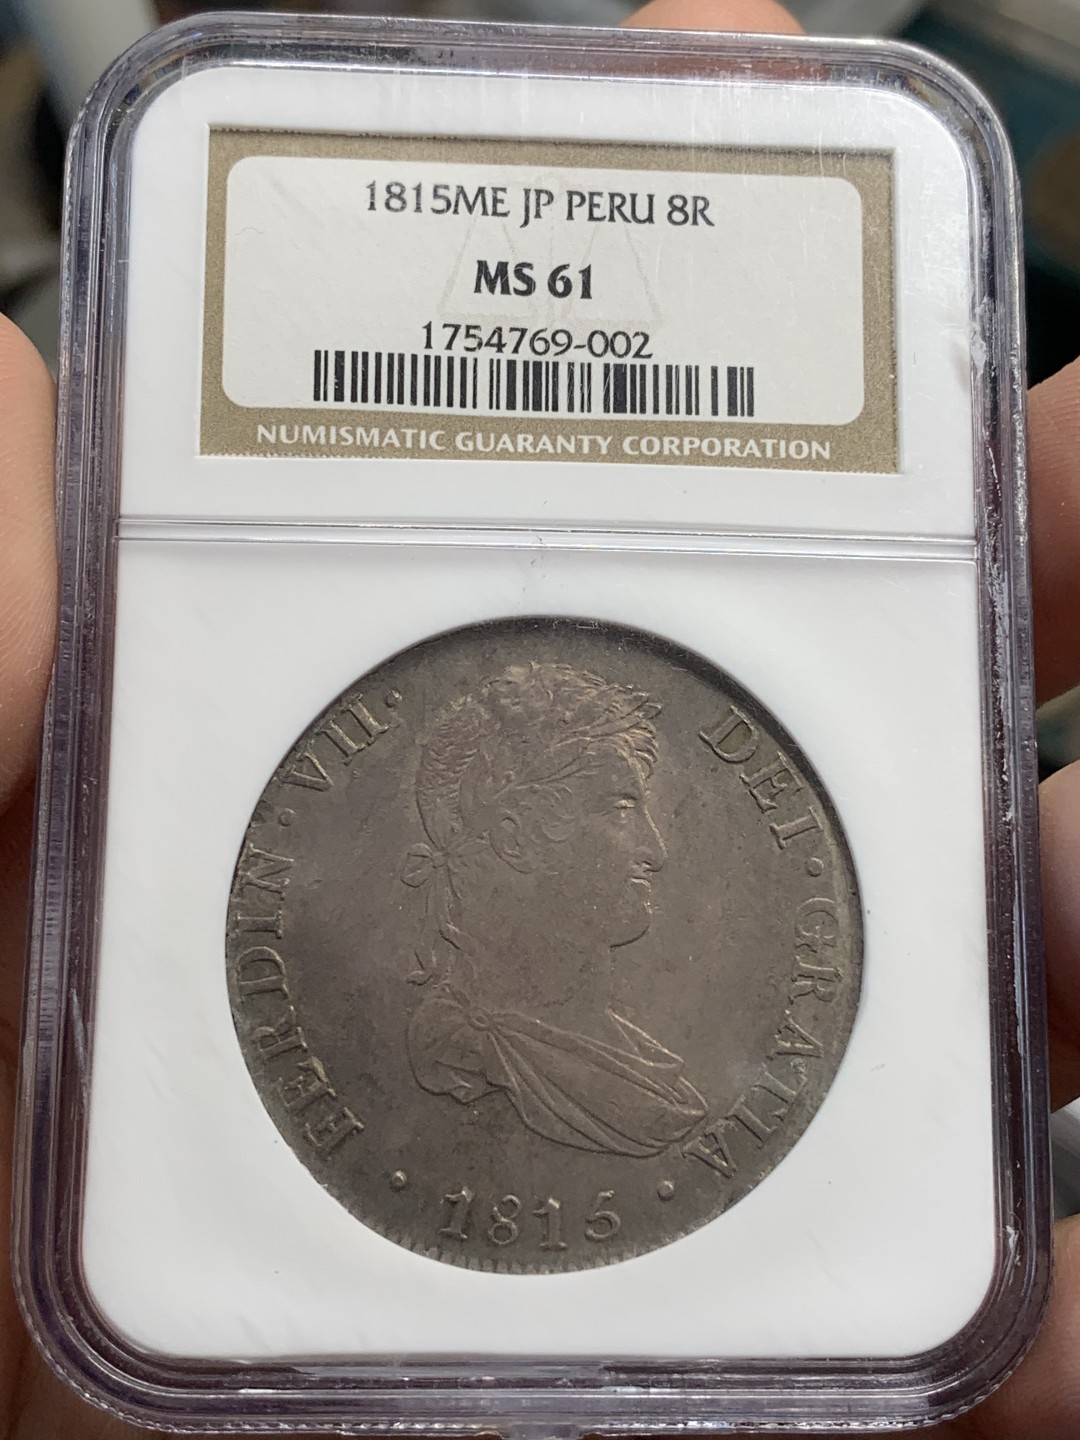 1815ME JP PERU 8R
MS 61
1754769-002
NUMISMATIC GUARANTY CORPORATION
FERDIN · VII · DEI · GRATIA
· 1815 ·